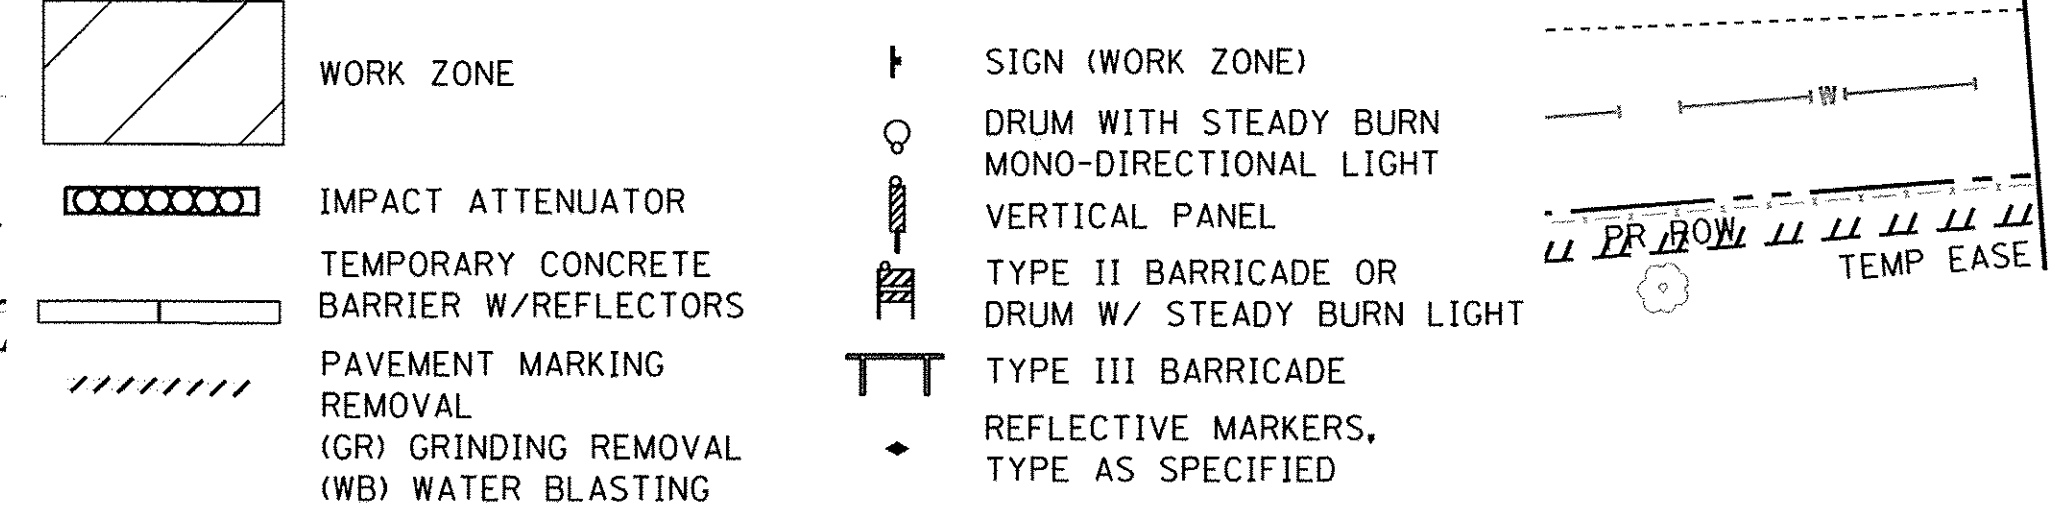 WORK ZONE
IMPACT ATTENUATOR
TEMPORARY CONCRETE
BARRIER W/REFLECTORS
PAVEMENT MARKING
REMOVAL
(GR) GRINDING REMOVAL
(WB) WATER BLASTING
SIGN (WORK ZONE)
DRUM WITH STEADY BURN
MONO-DIRECTIONAL LIGHT
VERTICAL PANEL
TYPE II BARRICADE OR
DRUM W/ STEADY BURN LIGHT
TYPE III BARRICADE
REFLECTIVE MARKERS,
TYPE AS SPECIFIED
W
PR ROW
TEMP EASE